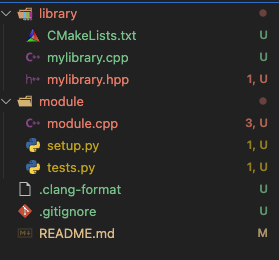 library
CMakeLists.txt U
mylibrary.cpp U
mylibrary.hpp 1, U
module
module.cpp 3, U
setup.py 1, U
tests.py 1, U
.clang-format U
.gitignore U
README.md M